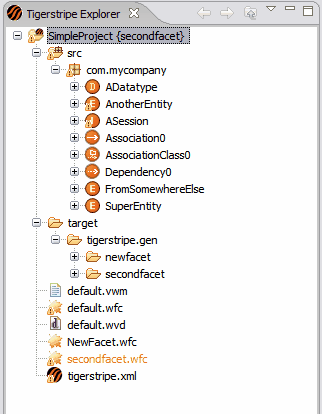 Tigerstripe Explorer
SimpleProject {secondfacet}
src
com.mycompany
ADatatype
AnotherEntity
ASession
Association0
AssociationClass0
Dependency0
FromSomewhereElse
SuperEntity
target
tigerstripe.gen
newfacet
secondfacet
default.vwm
default.wfc
default.wvd
NewFacet.wfc
secondfacet.wfc
tigerstripe.xml